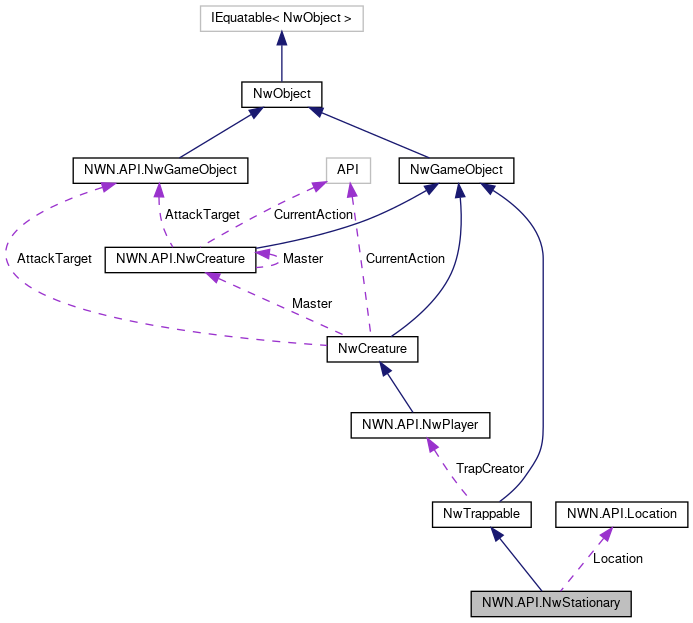 IEquatable< NwObject >
NwObject
NWN.API.NwGameObject
API
NwGameObject
AttackTarget
CurrentAction
AttackTarget
NWN.API.NwCreature
Master
CurrentAction
Master
NwCreature
NWN.API.NwPlayer
TrapCreator
NwTrappable
NWN.API.Location
Location
NWN.API.NwStationary